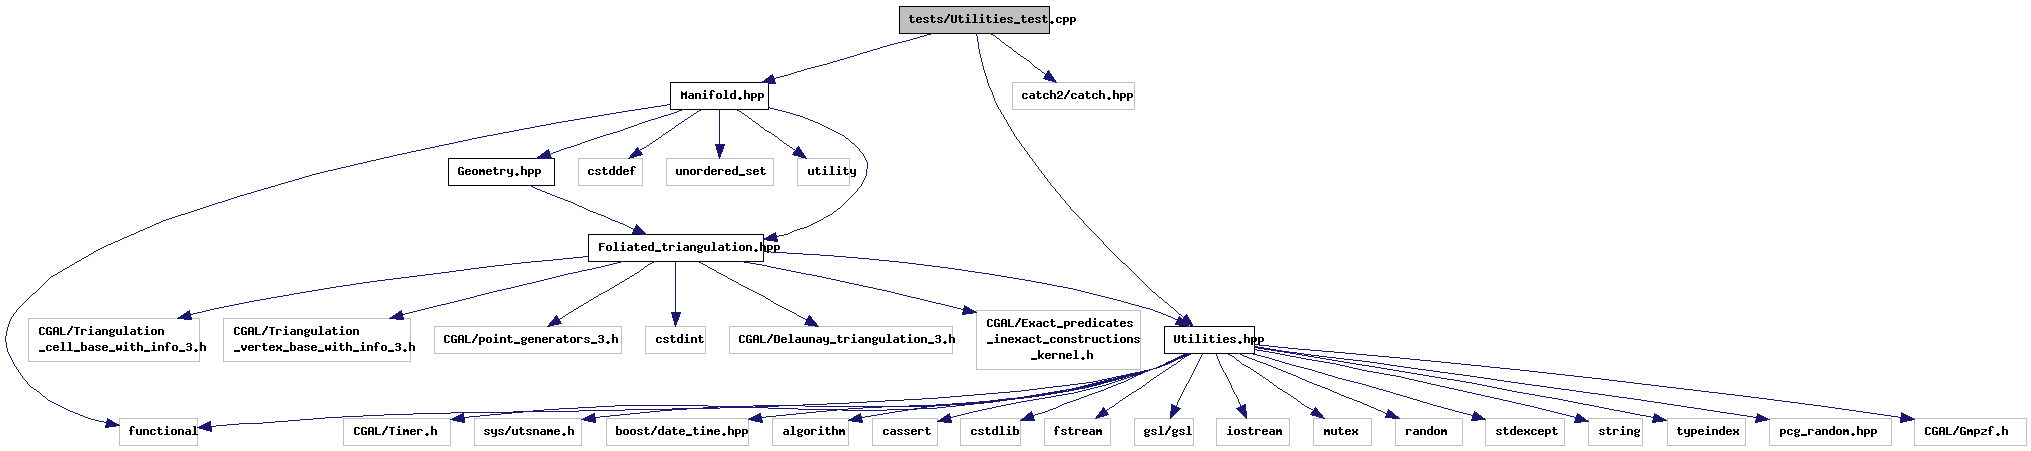 tests/Utilities_test.cpp
Manifold.hpp
catch2/catch.hpp
Geometry.hpp
cstddef
unordered_set
utility
Foliated_triangulation.hpp
CGAL/Triangulation
_cell_base_with_info_3.h
CGAL/Triangulation
_vertex_base_with_info_3.h
CGAL/point_generators_3.h
cstdint
CGAL/Delaunay_triangulation_3.h
CGAL/Exact_predicates
_inexact_constructions
_kernel.h
Utilities.hpp
functional
CGAL/Timer.h
sys/utsname.h
boost/date_time.hpp
algorithm
cassert
cstdlib
fstream
gsl/gsl
iostream
mutex
random
stdexcept
string
typeindex
pcg_random.hpp
CGAL/Gmpzf.h